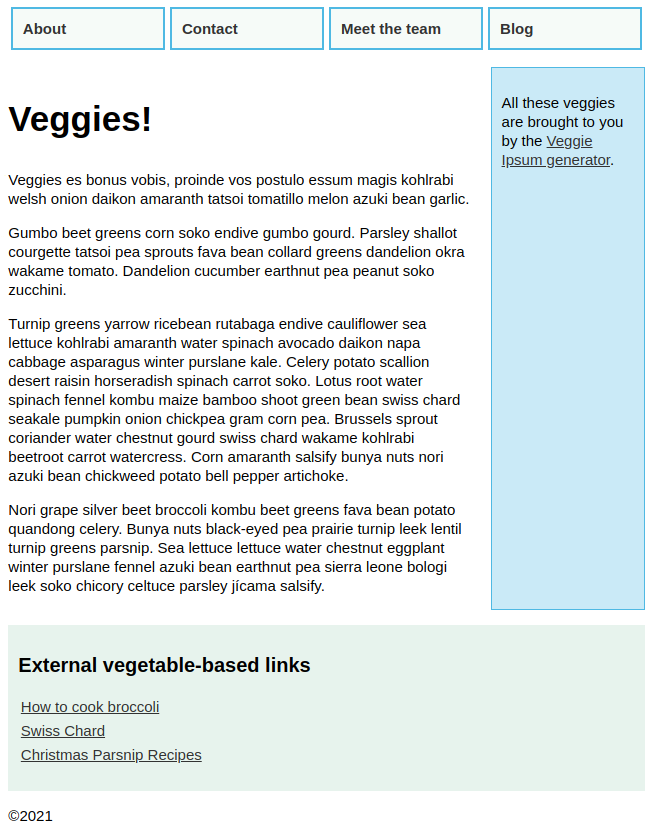 About
Contact
Meet the team
Blog
Veggies!
Veggies es bonus vobis, proinde vos postulo essum magis kohlrabi
welsh onion daikon amaranth tatsoi tomatillo melon azuki bean garlic.
Gumbo beet greens corn soko endive gumbo gourd. Parsley shallot
courgette tatsoi pea sprouts fava bean collard greens dandelion okra
wakame tomato. Dandelion cucumber earthnut pea peanut soko
zucchini.
Turnip greens yarrow ricebean rutabaga endive cauliflower sea
lettuce kohlrabi amaranth water spinach avocado daikon napa
cabbage asparagus winter purslane kale. Celery potato scallion
desert raisin horseradish spinach carrot soko. Lotus root water
spinach fennel kombu maize bamboo shoot green bean swiss chard
seakale pumpkin onion chickpea gram corn pea. Brussels sprout
coriander water chestnut gourd swiss chard wakame kohlrabi
beetroot carrot watercress. Corn amaranth salsify bunya nuts nori
azuki bean chickweed potato bell pepper artichoke.
Nori grape silver beet broccoli kombu beet greens fava bean potato
quandong celery. Bunya nuts black-eyed pea prairie turnip leek lentil
turnip greens parsnip. Sea lettuce lettuce water chestnut eggplant
winter purslane fennel azuki bean earthnut pea sierra leone bologi
leek soko chicory celtuce parsley jícama salsify.
All these veggies
are brought to you
by the Veggie
Ipsum generator.
External vegetable-based links
How to cook broccoli
Swiss Chard
Christmas Parsnip Recipes
©2021